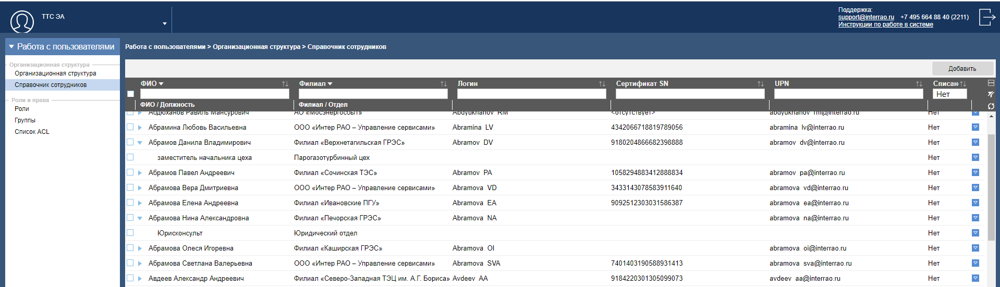 ТТС ЭА
Поддержка:
support@interrao.ru +7 495 664 88 40 (2211)
Инструкции по работе в системе
Работа с пользователями
Организационная структура
Организационная структура
Справочник сотрудников
Роли и права
Роли
Группы
Список ACL
Работа с пользователями > Организационная структура > Справочник сотрудников
Добавить
ФИО Филиал Логин Сертификат SN UPN Списан
Нет
ФИО / Должность Филиал / Отдел
Абдюханов Равиль Мансурович АО «Мосэнергосбыт» Abdyukhanov RM <отсутствует> abdyukhanov rm@interrao.ru Нет
Абрамина Любовь Васильевна ООО «Интер РАО – Управление сервисами» Abramina LV 4342066718819789056 abramina lv@interrao.ru Нет
Абрамов Данила Владимирович Филиал «Верхнетагильская ГРЭС» Abramov DV 9180204866682398888 abramov dv@interrao.ru Нет
заместитель начальника цеха Парогазотурбинный цех Нет
Абрамов Павел Андреевич Филиал «Сочинская ТЭС» Abramov PA 1058294883412888834 abramov pa@interrao.ru Нет
Абрамова Вера Дмитриевна ООО «Интер РАО – Управление сервисами» Abramova VD 3433143078583911640 abramova vd@interrao.ru Нет
Абрамова Елена Андреевна Филиал «Ивановские ПГУ» Abramova EA 9092512303031586387 abramova ea@interrao.ru Нет
Абрамова Нина Александровна Филиал «Печорская ГРЭС» Abramova NA abramova na@interrao.ru Нет
Юрисконсульт Юридический отдел Нет
Абрамова Олеся Игоревна Филиал «Каширская ГРЭС» Abramova OI abramova oi@interrao.ru Нет
Абрамова Светлана Валерьевна ООО «Интер РАО – Управление сервисами» Abramova SVA 7401403190588931413 abramova sva@interrao.ru Нет
Авдеев Александр Андреевич Филиал «Северо-Западная ТЭЦ им. А.Г. Бориса» Avdeev AA 9184220301305099073 avdeev aa@interrao.ru Нет